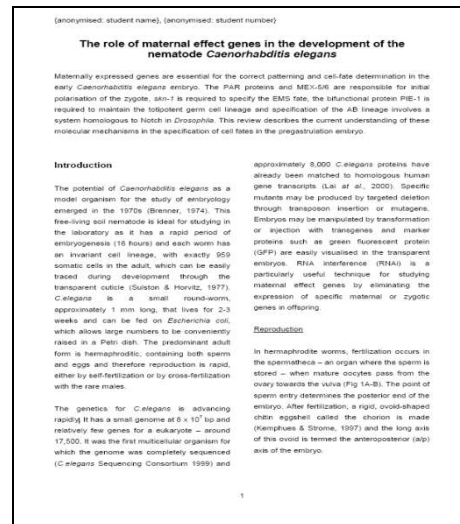 {anonymised: student name}, {anonymised: student number}
The role of maternal effect genes in the development of the
nematode Caenorhabditis elegans
Maternally expressed genes are essential for the correct patterning and cell-fate determination in the
early Caenorhabditis elegans embryo. The PAR proteins and MEX-5/6 are responsible for initial
polarisation of the zygote, skn-1 is required to specify the EMS fate, the bifunctional protein PIE-1 is
required to maintain the totipotent germ cell lineage and specification of the AB lineage involves a
system homologous to Notch in Drosophila. This review describes the current understanding of these
molecular mechanisms in the specification of cell fates in the pregastrulation embryo.
Introduction
The potential of Caenorhabditis elegans as a
model organism for the study of embryology
emerged in the 1970s (Brenner, 1974). This
free-living soil nematode is ideal for studying in
the laboratory as it has a rapid period of
embryogenesis (16 hours) and each worm has
an invariant cell lineage, with exactly 959
somatic cells in the adult, which can be easily
traced during development through the
transparent cuticle (Sulston & Horvitz, 1977).
C.elegans is a small round-worm,
approximately 1 mm long, that lives for 2-3
weeks and can be fed on Escherichia coli,
which allows large numbers to be conveniently
raised in a Petri dish. The predominant adult
form is hermaphroditic, containing both sperm
and eggs and therefore reproduction is rapid,
either by self-fertilization or by cross-fertilization
with the rare males.
The genetics for C.elegans is advancing
rapidly. It has a small genome at 8 x 10⁷ bp and
relatively few genes for a eukaryote – around
17,500. It was the first multicellular organism for
which the genome was completely sequenced
(C.elegans Sequencing Consortium 1999) and
approximately 8,000 C.elegans proteins have
already been matched to homologous human
gene transcripts (Lai et al., 2000). Specific
mutants may be produced by targeted deletion
through transposon insertion or mutagens.
Embryos may be manipulated by transformation
or injection with transgenes and marker
proteins such as green fluorescent protein
(GFP) are easily visualised in the transparent
embryos. RNA interference (RNAi) is a
particularly useful technique for studying
maternal effect genes by eliminating the
expression of specific maternal or zygotic
genes in offspring.
Reproduction
In hermaphrodite worms, fertilization occurs in
the spermatheca – an organ where the sperm is
stored – when mature oocytes pass from the
ovary towards the vulva (Fig 1A-B). The point of
sperm entry determines the posterior end of the
embryo. After fertilization, a rigid, ovoid-shaped
chitin eggshell called the chorion is made
(Kemphues & Strome, 1997) and the long axis
of this ovoid is termed the anteroposterior (a/p)
axis of the embryo.
1